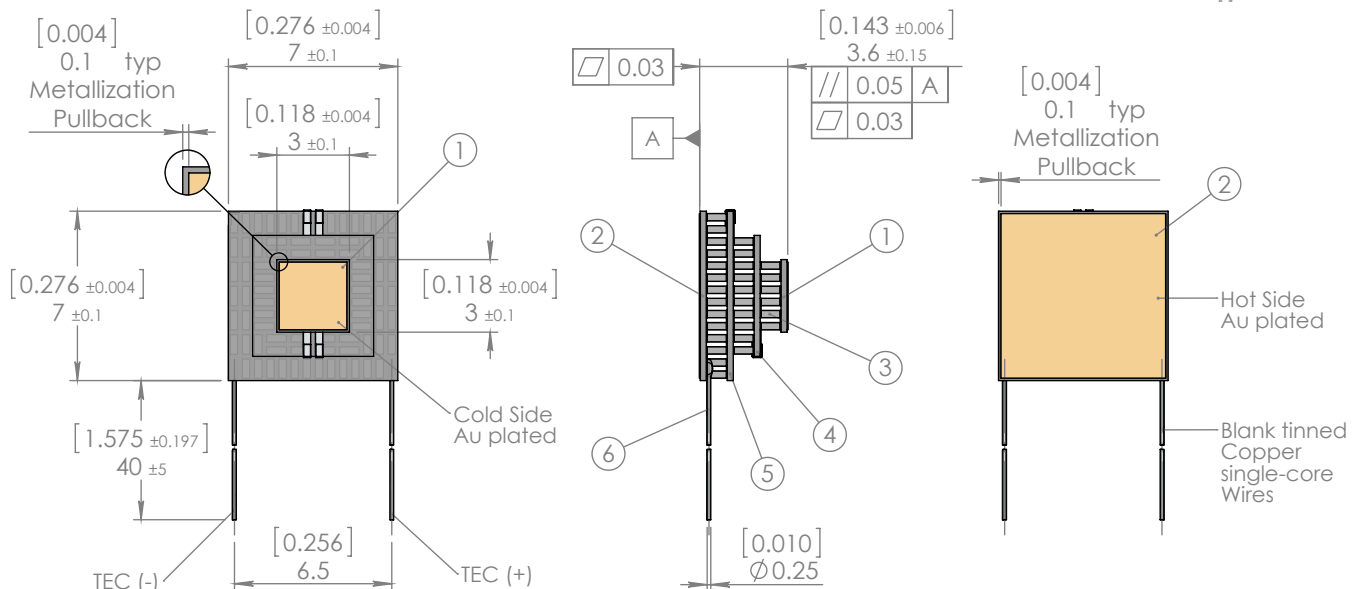 [0.004]
0.1 typ
Metallization
Pullback
[0.276 ±0.004]
7 ±0.1
[0.118 ±0.004]
3 ±0.1
1
[0.276 ±0.004]
7 ±0.1
[0.118 ±0.004]
3 ±0.1
Cold Side
Au plated
[1.575 ±0.197]
40 ±5
[0.256]
6.5
TEC (-)
TEC (+)
⏥ 0.03
[0.143 ±0.006]
3.6 ±0.15
// 0.05 A
⏥ 0.03
A
2
1
3
4
5
6
[0.010]
∅0.25
[0.004]
0.1 typ
Metallization
Pullback
2
Hot Side
Au plated
Blank tinned
Copper
single-core
Wires